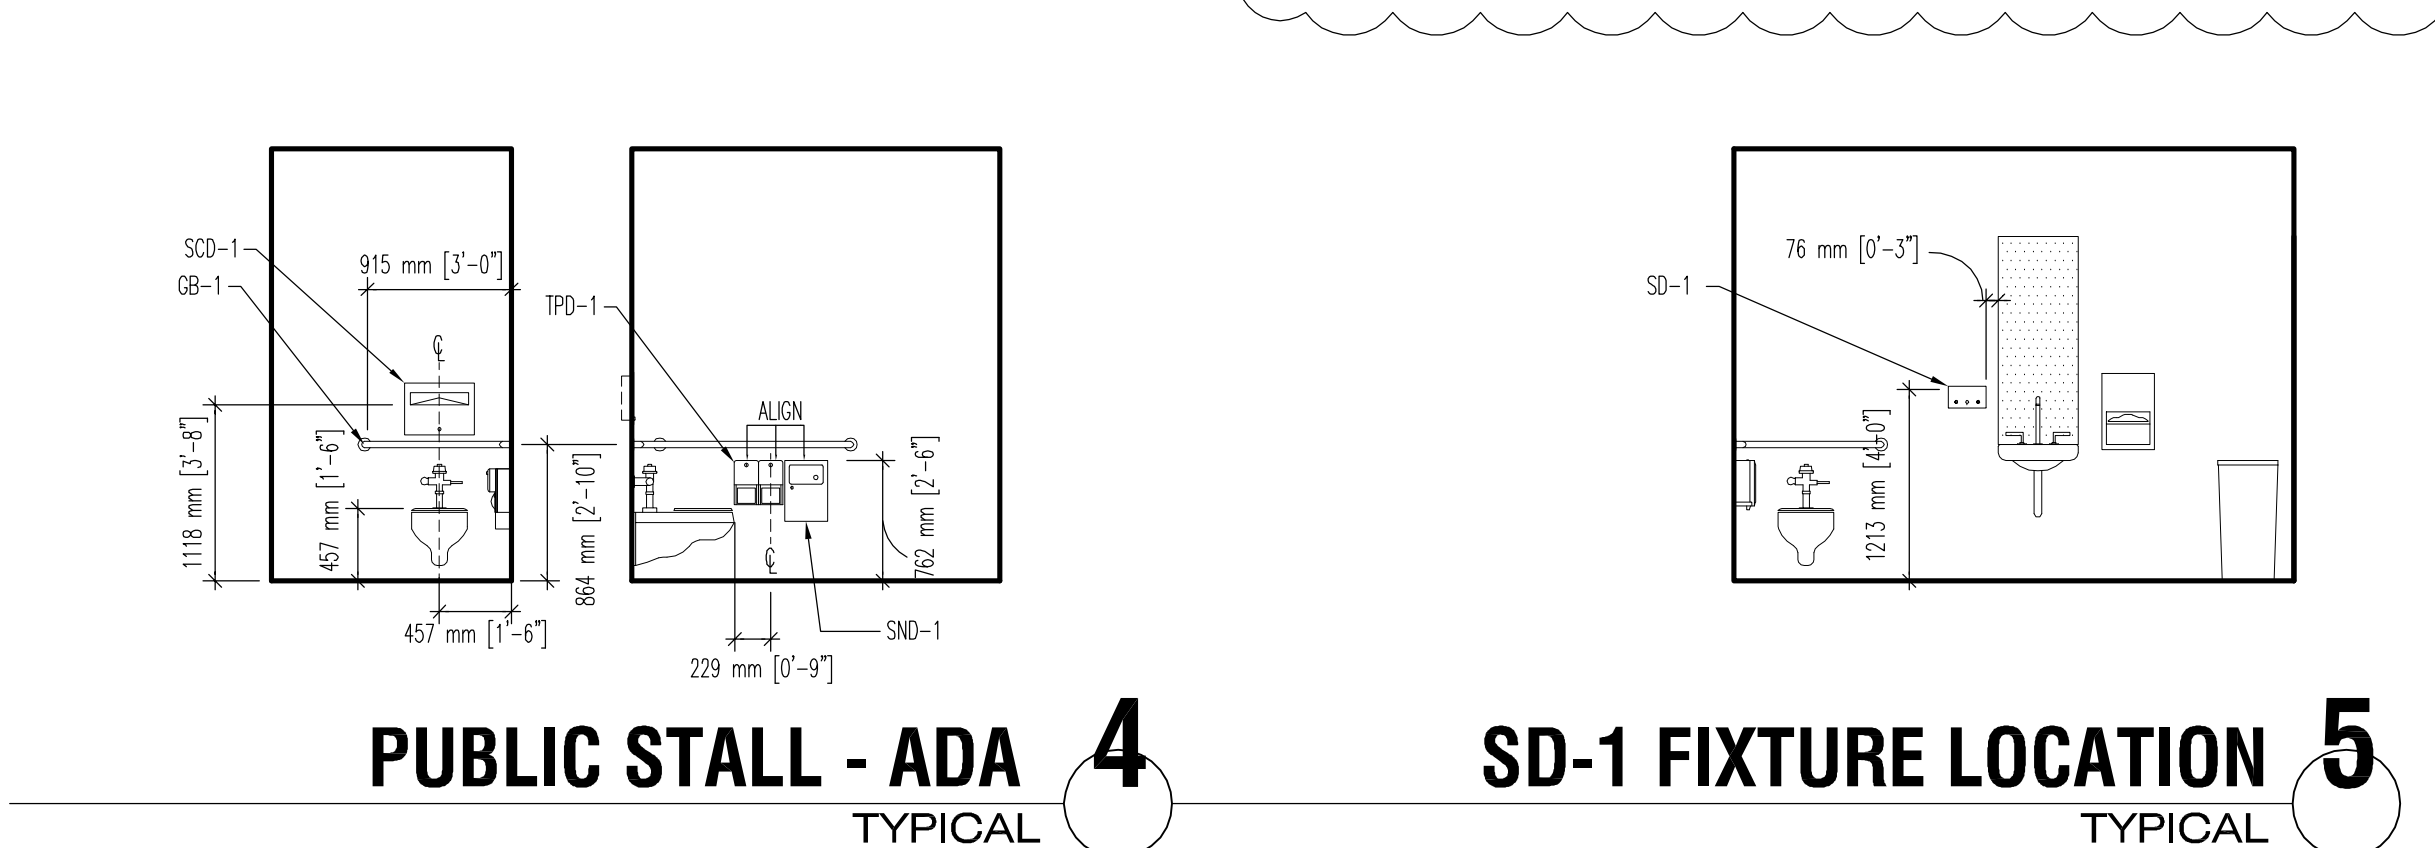 SCD-1
915 mm [3'-0"]
GB-1
℄
1118 mm [3'-8"]
457 mm [1'-6"]
457 mm [1'-6"]
864 mm [2'-10"]
TPD-1
ALIGN
762 mm [2'-6"]
℄
SND-1
229 mm [0'-9"]
PUBLIC STALL - ADA 4
TYPICAL
76 mm [0'-3"]
SD-1
1213 mm [4'-0"]
SD-1 FIXTURE LOCATION 5
TYPICAL